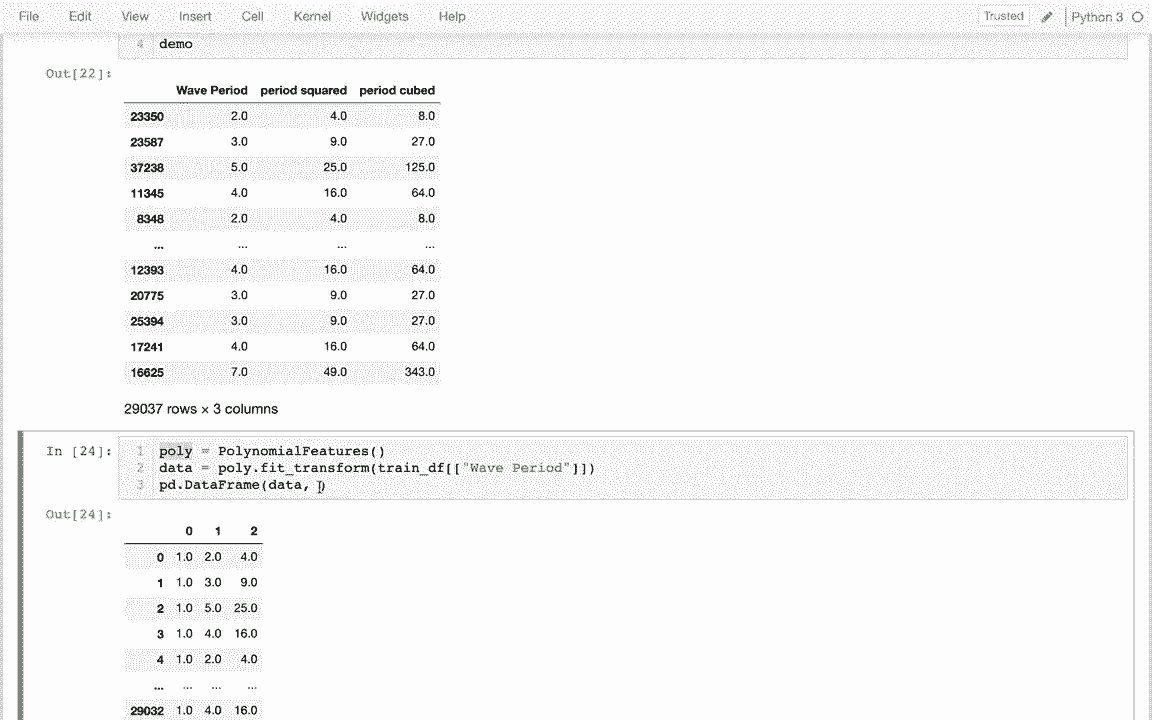 File Edit View Insert Cell Kernel Widgets Help Trusted Python 3
4 demo
Out[22]:
Wave Period period squared period cubed
23350 2.0 4.0 8.0
23587 3.0 9.0 27.0
37238 5.0 25.0 125.0
11345 4.0 16.0 64.0
8348 2.0 4.0 8.0
... ... ... ...
12393 4.0 16.0 64.0
20775 3.0 9.0 27.0
25394 3.0 9.0 27.0
17241 4.0 16.0 64.0
16625 7.0 49.0 343.0
29037 rows × 3 columns
In [24]: 1 poly = PolynomialFeatures()
2 data = poly.fit_transform(train_df[["Wave Period"]])
3 pd.DataFrame(data, )
Out[24]:
0 1 2
0 1.0 2.0 4.0
1 1.0 3.0 9.0
2 1.0 5.0 25.0
3 1.0 4.0 16.0
4 1.0 2.0 4.0
... ... ... ...
29032 1.0 4.0 16.0